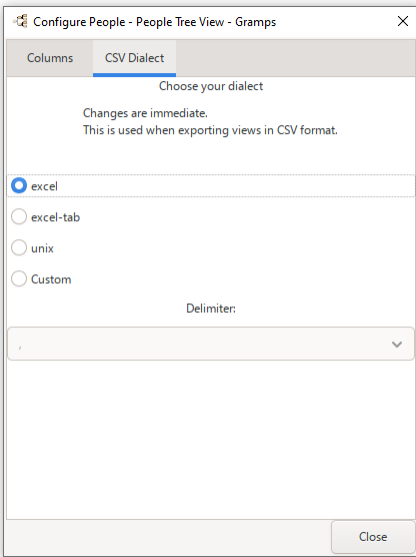 Configure People - People Tree View - Gramps
Columns
CSV Dialect
Choose your dialect
Changes are immediate.
This is used when exporting views in CSV format.
excel
excel-tab
unix
Custom
Delimiter:
,
Close